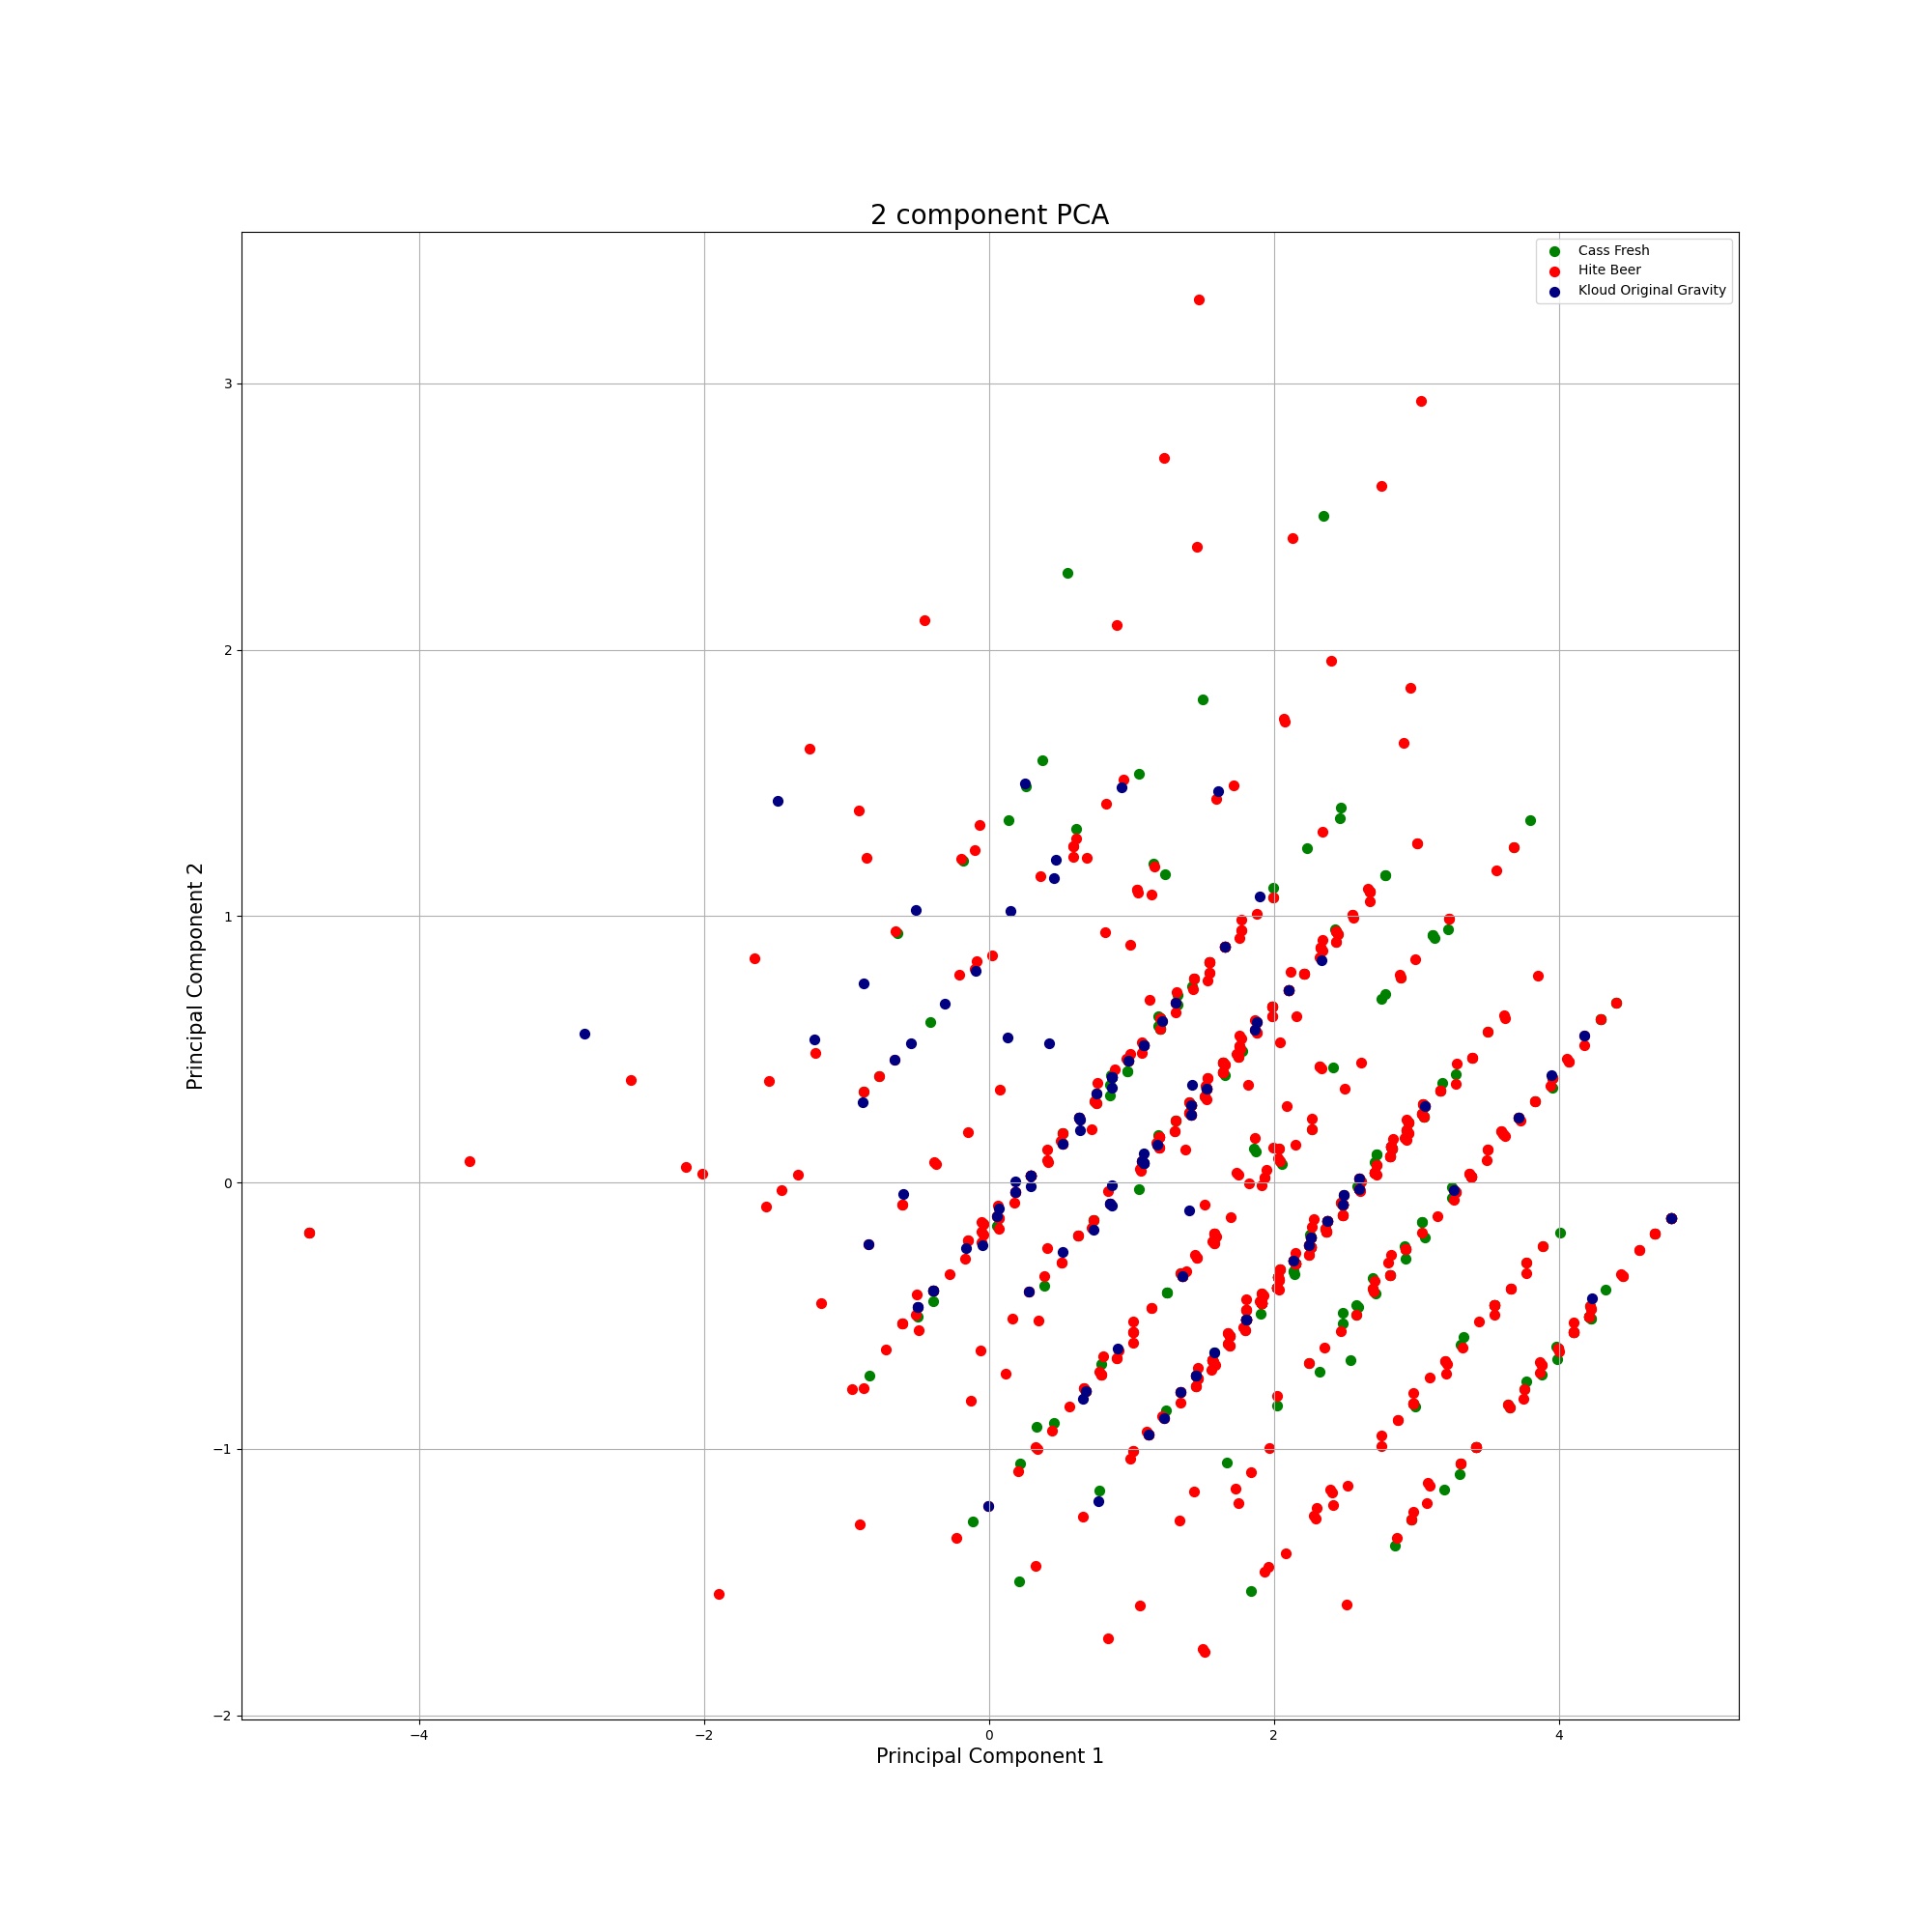 2 component PCA
Cass Fresh
Hite Beer
Kloud Original Gravity
Principal Component 2
3
2
1
0
−1
−2
−4
−2
0
2
4
Principal Component 1